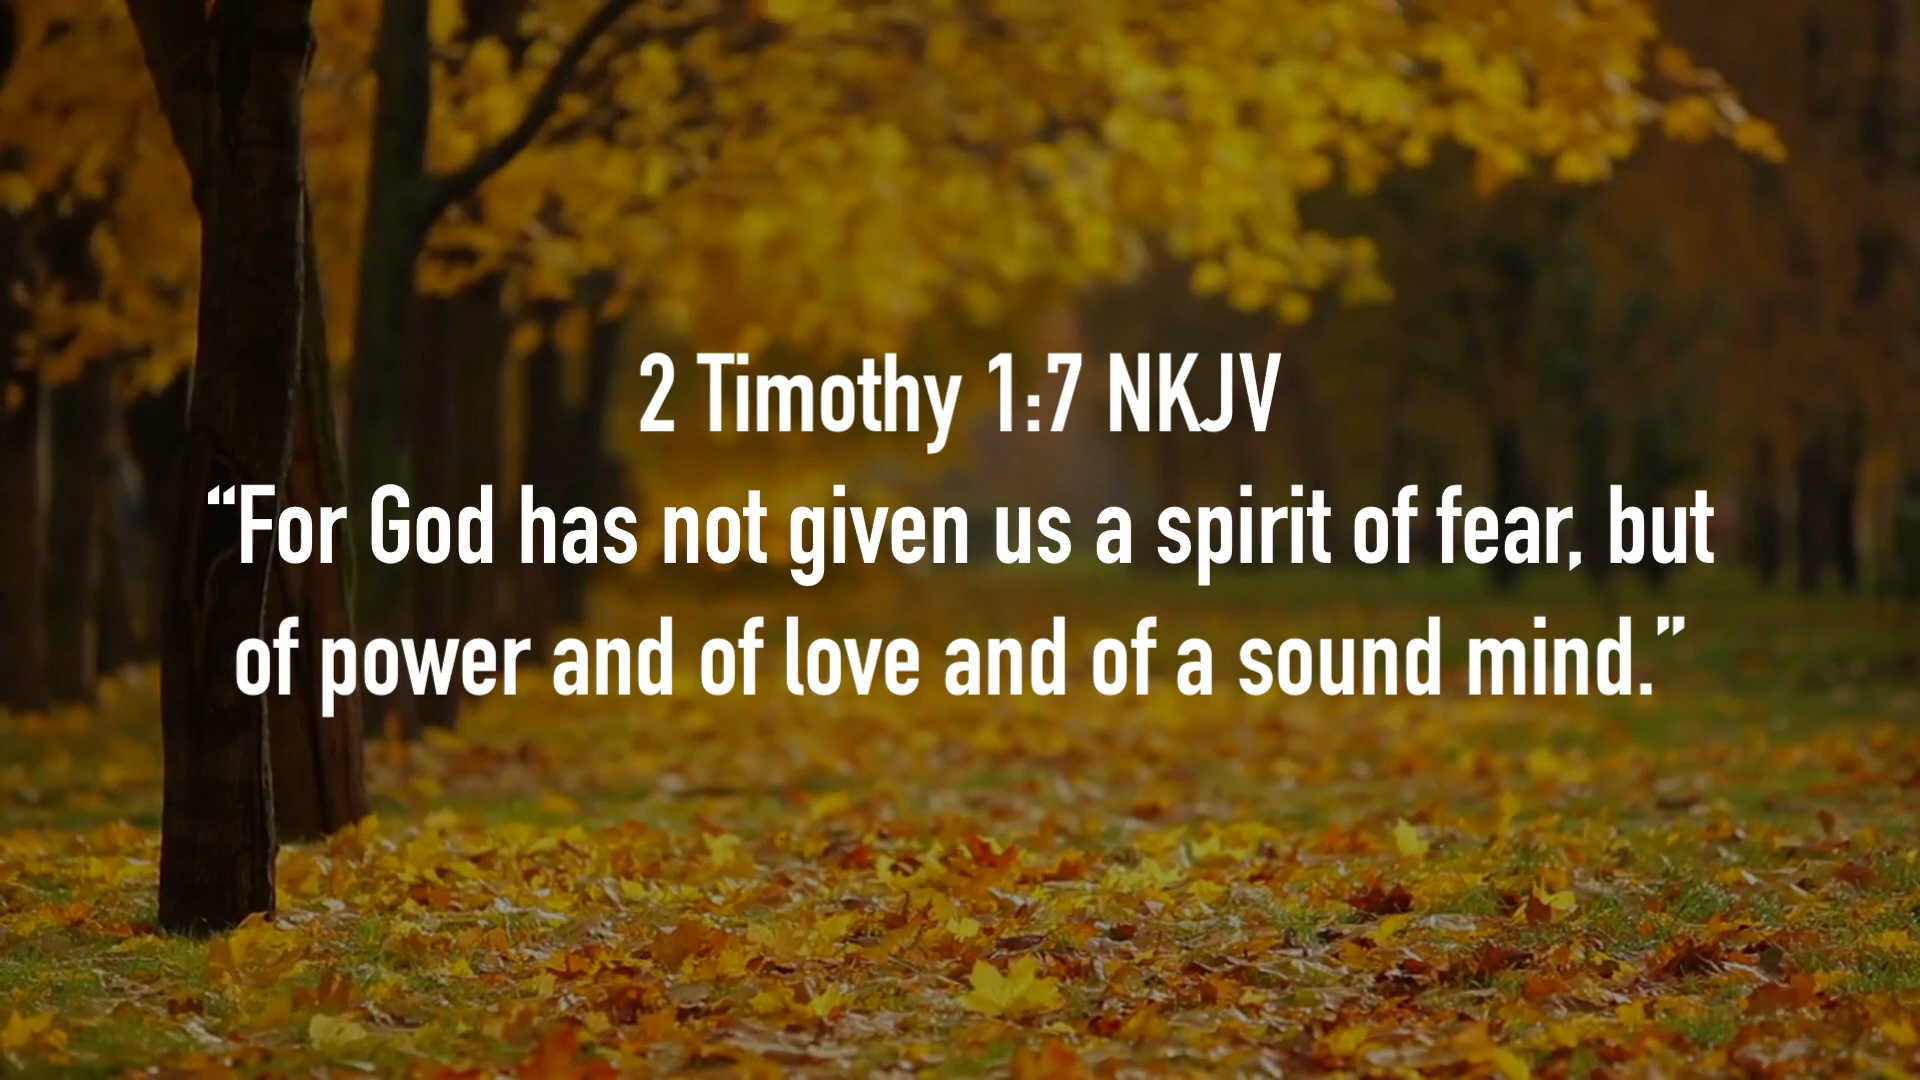 2 Timothy 1:7 NKJV
“For God has not given us a spirit of fear, but
of power and of love and of a sound mind.”